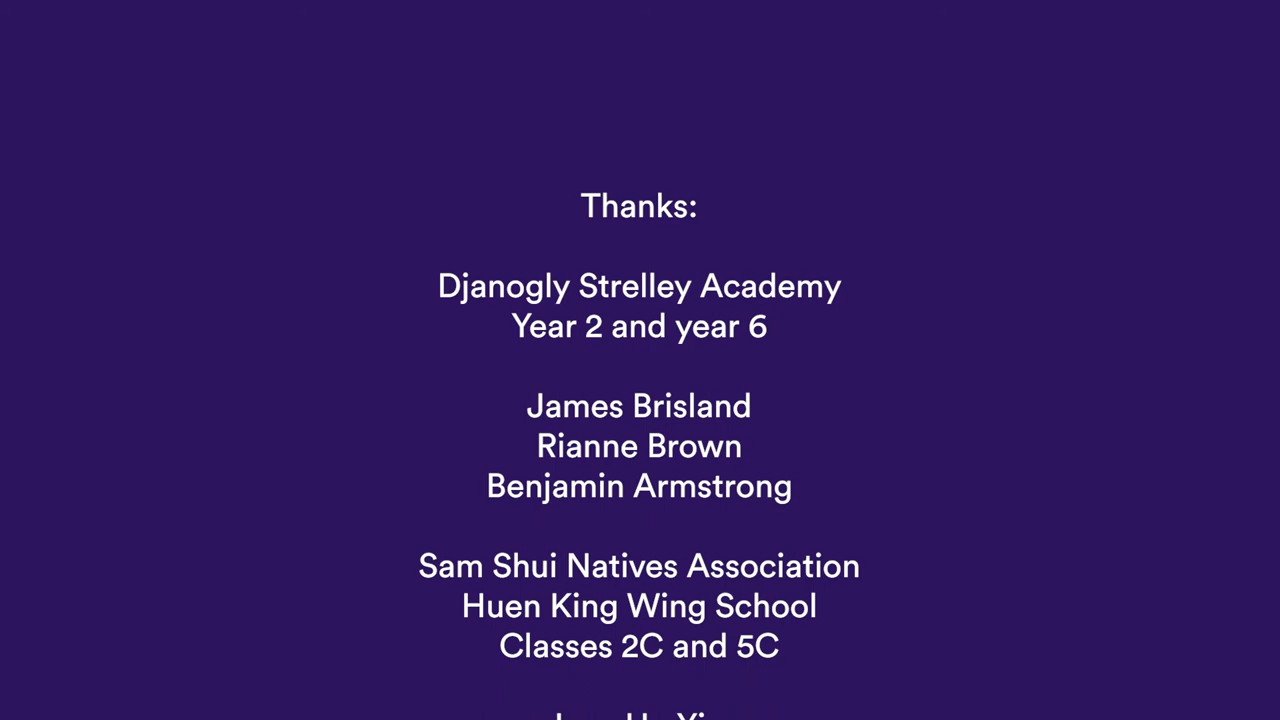 Thanks:
Djanogly Strelley Academy
Year 2 and year 6
James Brisland
Rianne Brown
Benjamin Armstrong
Sam Shui Natives Association
Huen King Wing School
Classes 2C and 5C